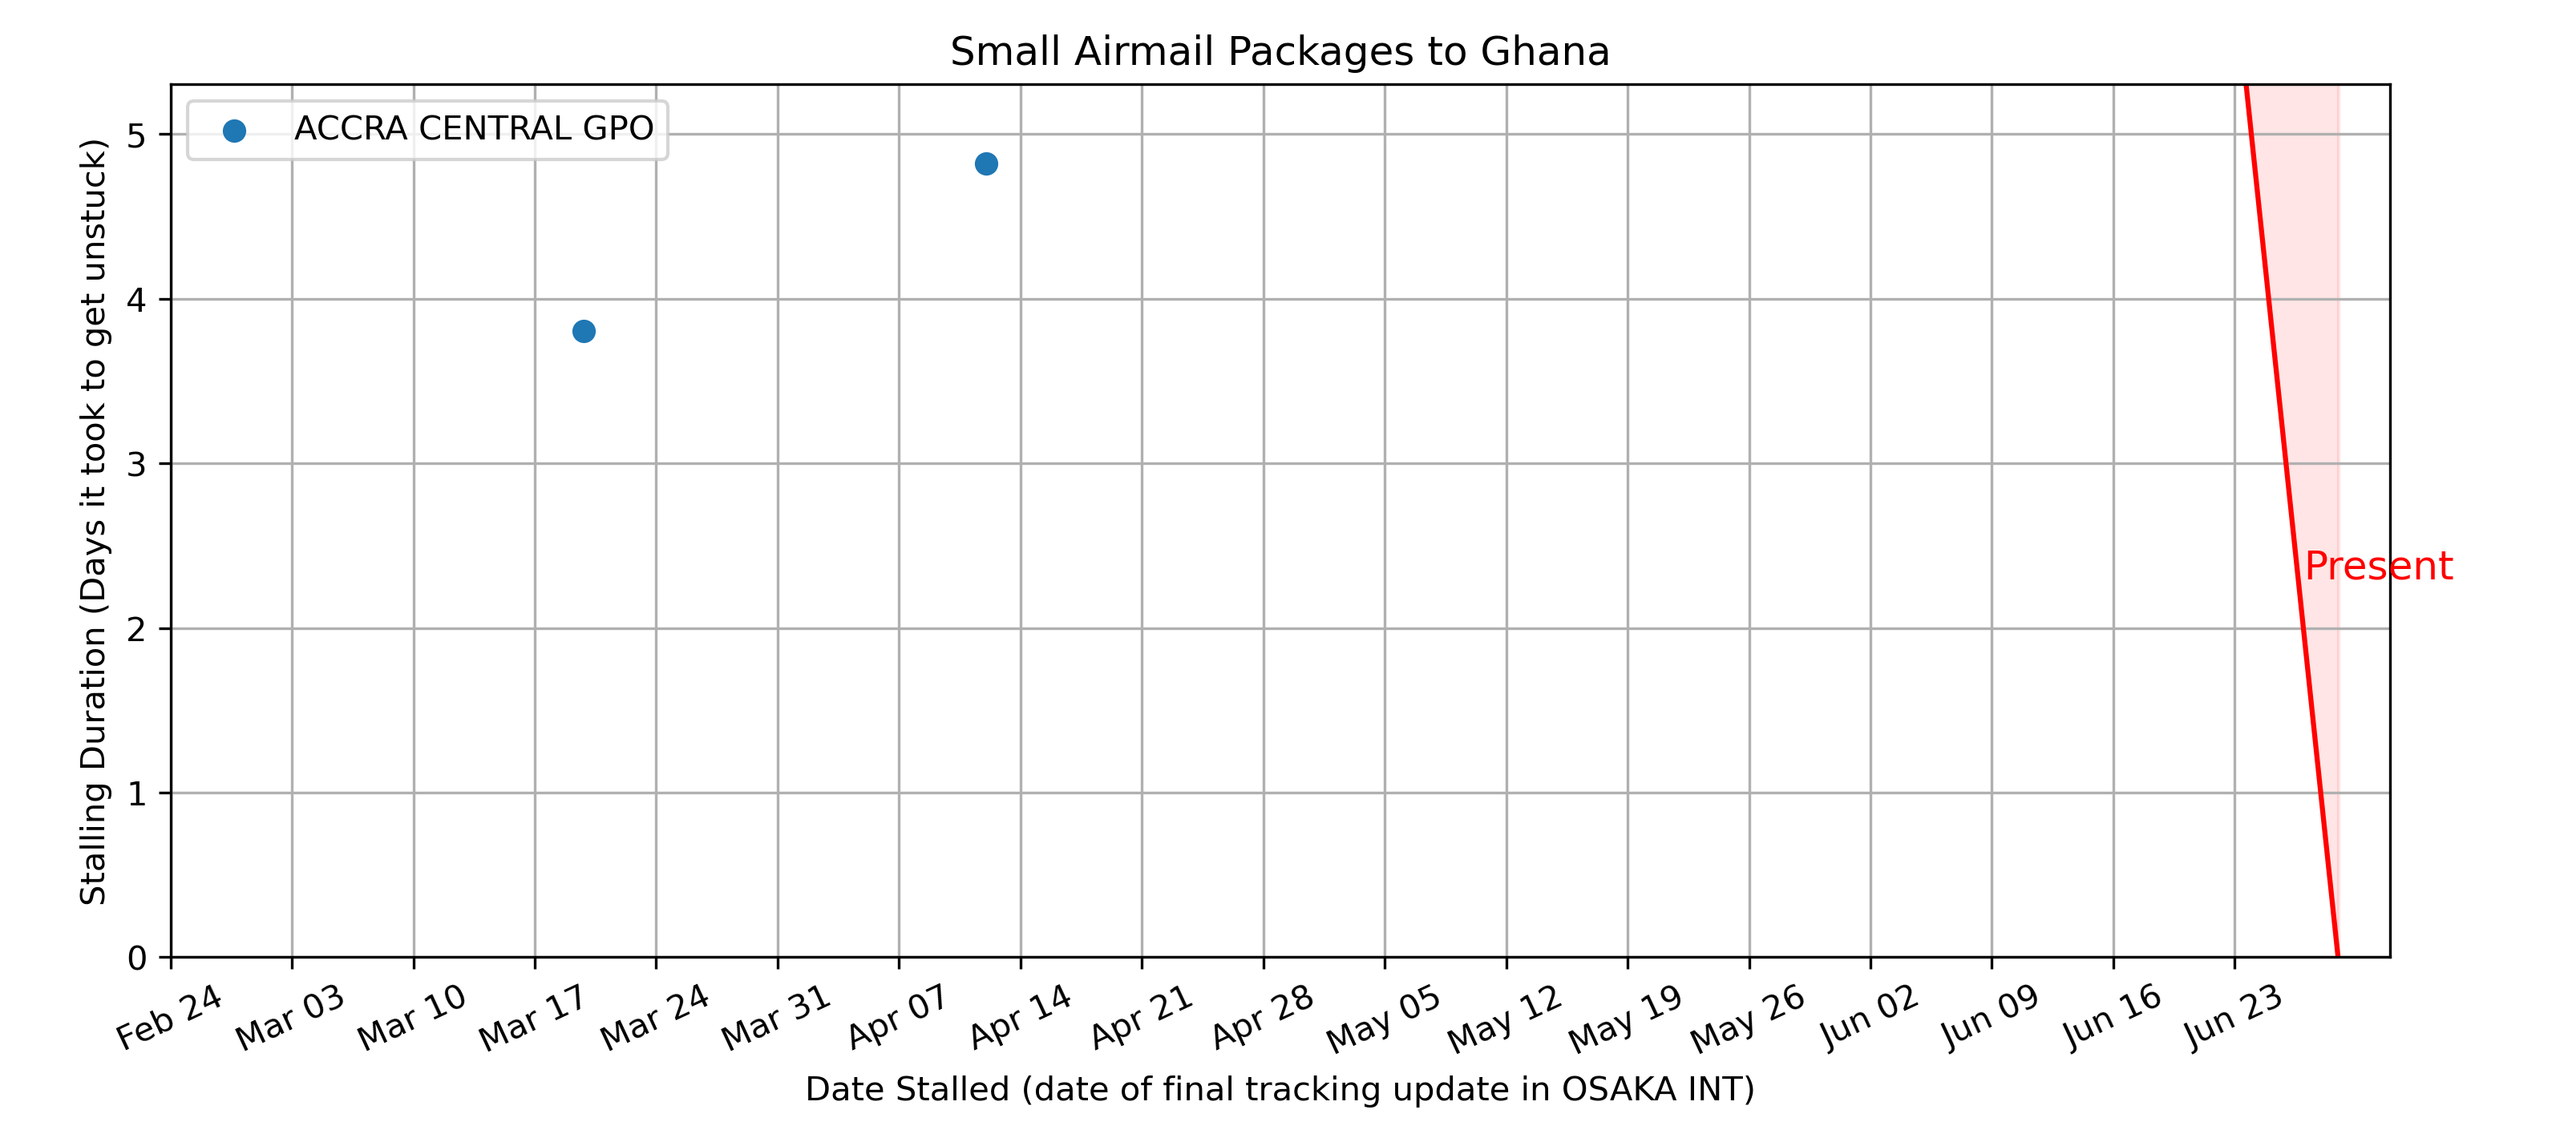 Small Airmail Packages to Ghana
ACCRA CENTRAL GPO
Stalling Duration (Days it took to get unstuck)
5
4
3
2
1
0
Present
Feb 24 Mar 03 Mar 10 Mar 17 Mar 24 Mar 31 Apr 07 Apr 14 Apr 21 Apr 28 May 05 May 12 May 19 May 26 Jun 02 Jun 09 Jun 16 Jun 23
Date Stalled (date of final tracking update in OSAKA INT)